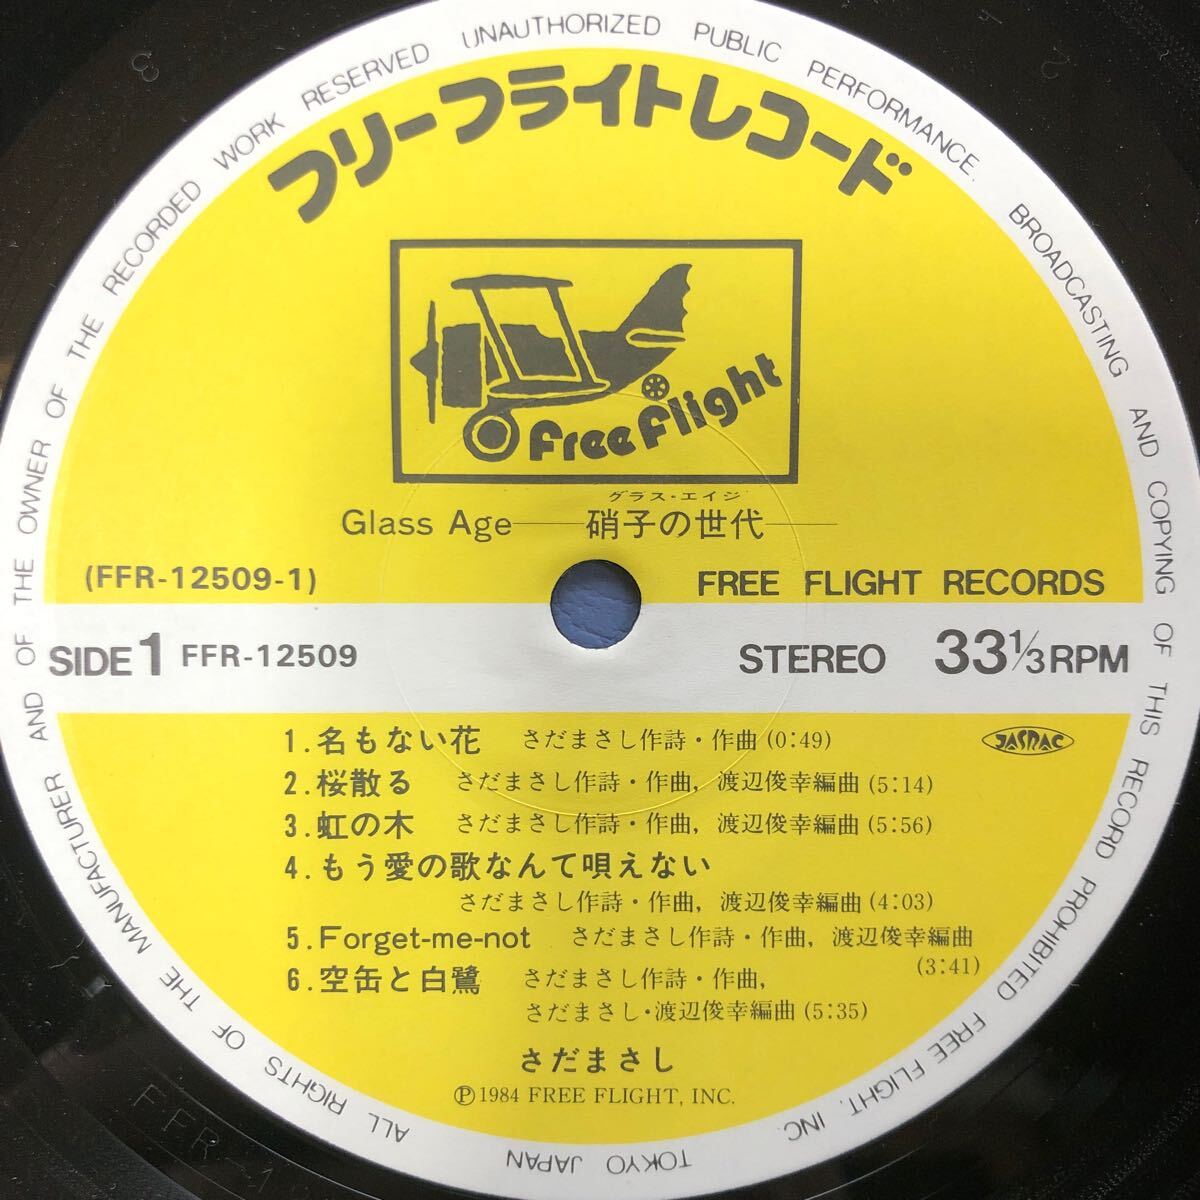 ALL RIGHTS OF THE MANUFACTURER AND OF THE OWNER OF THE RECORDED WORK RESERVED UNAUTHORIZED PUBLIC PERFORMANCE. BROADCASTING AND COPYING OF THIS RECORD PROHIBITED FREE FLIGHT, INC.
TOKYO JAPAN
フリーフライトレコード
Free Flight
グラス・エイジ
Glass Age──硝子の世代──
(FFR-12509-1)
FREE FLIGHT RECORDS
SIDE 1 FFR-12509
STEREO 33⅓RPM
JASRAC
1.名もない花 さだまさし作詩・作曲(0:49)
2.桜散る さだまさし作詩・作曲, 渡辺俊幸編曲(5:14)
3.虹の木 さだまさし作詩・作曲, 渡辺俊幸編曲(5:56)
4.もう愛の歌なんて唄えない
さだまさし作詩・作曲, 渡辺俊幸編曲(4:03)
5.Forget-me-not さだまさし作詩・作曲, 渡辺俊幸編曲
(3:41)
6.空缶と白鷺 さだまさし作詩・作曲,
さだまさし・渡辺俊幸編曲(5:35)
さだまさし
Ⓟ1984 FREE FLIGHT, INC.